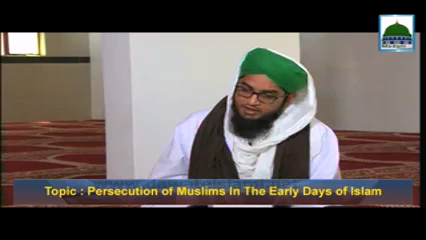 Topic : Persecution of Muslims In The Early Days of Islam